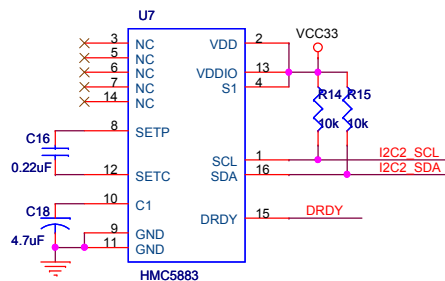 U7
VCC33
3 NC VDD 2
5 NC
6 NC VDDIO 13
7 NC S1 4
14 NC
R14 R15
10k 10k
8 SETP
C16
0.22uF
SCL 1 I2C2_SCL
12 SETC SDA 16 I2C2_SDA
10 C1
C18
4.7uF
DRDY 15 DRDY
9 GND
11 GND
HMC5883